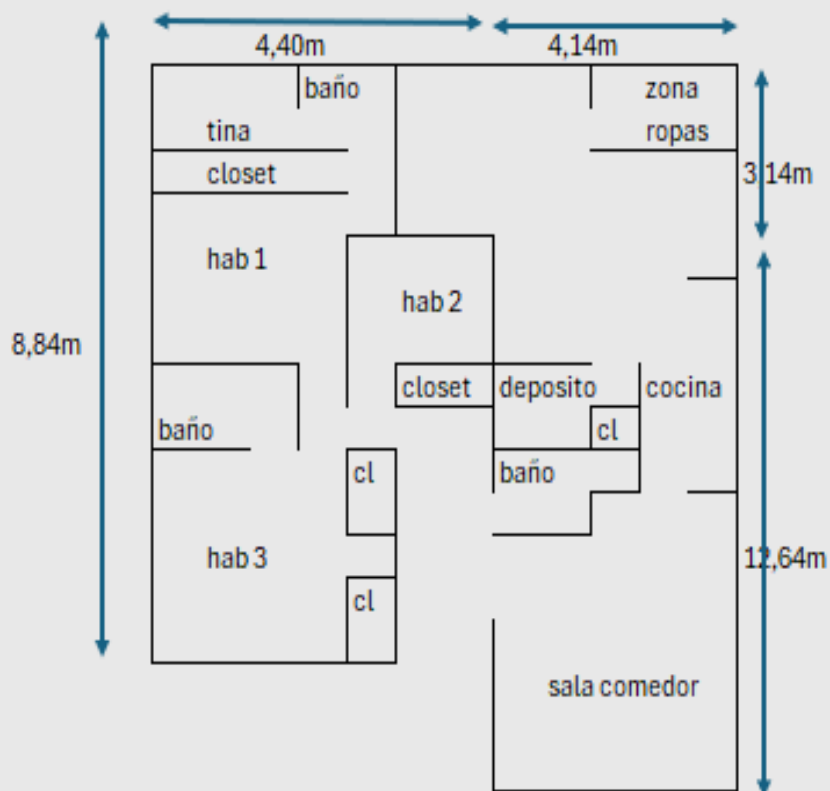 4,40m
4,14m
baño
zona
tina
ropas
closet
3,14m
hab 1
hab 2
8,84m
closet
deposito
cocina
baño
cl
cl
baño
hab 3
12,64m
cl
sala comedor